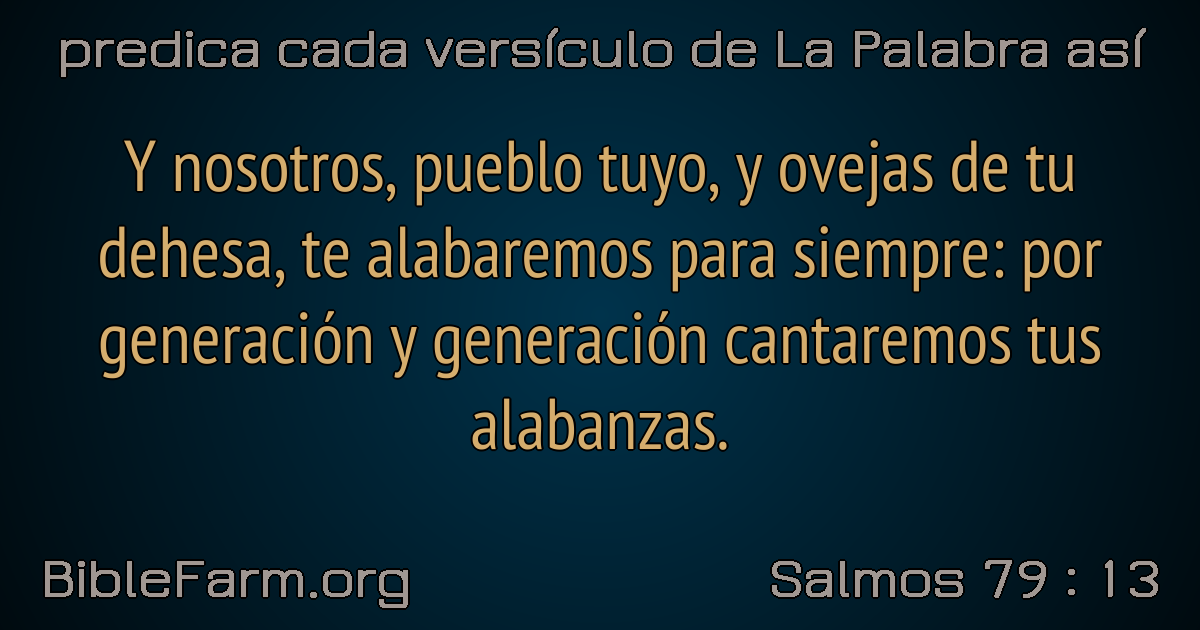 predica cada versículo de La Palabra así
Y nosotros, pueblo tuyo, y ovejas de tu
dehesa, te alabaremos para siempre: por
generación y generación cantaremos tus
alabanzas.
BibleFarm.org
Salmos 79 : 13